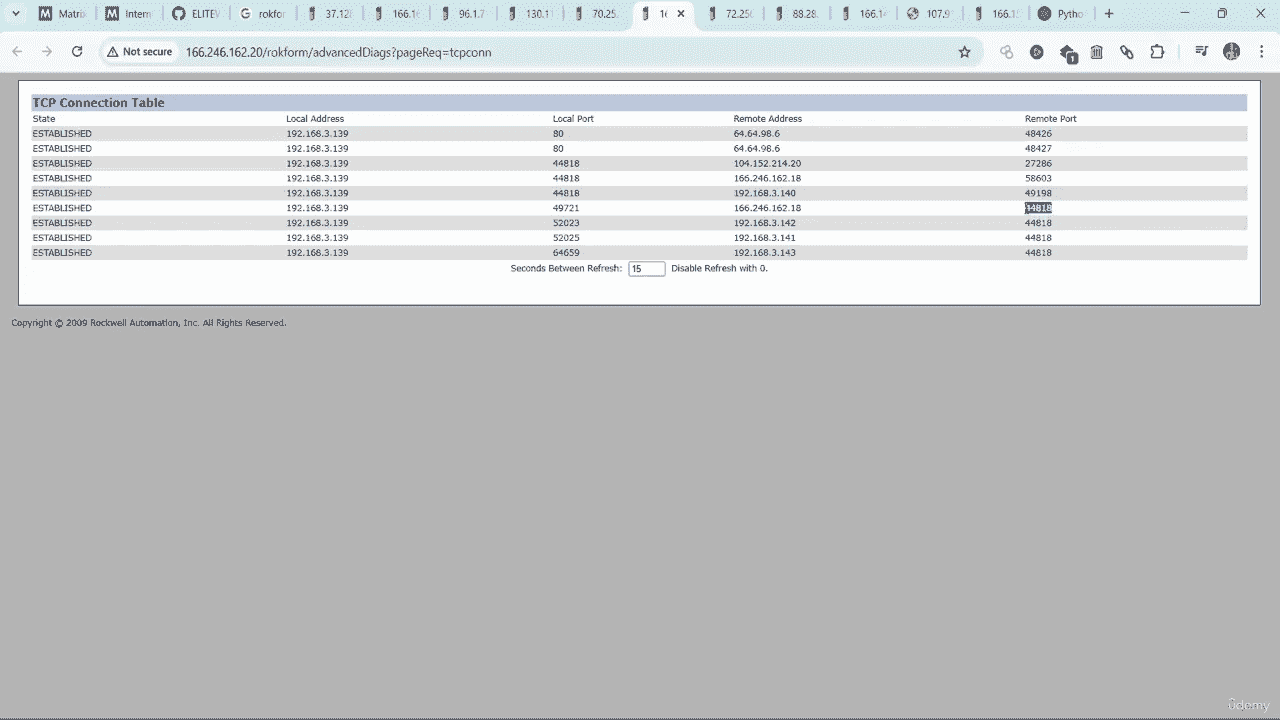 Matrix
Intern
ELITEV
rokfor
37.128
166.16
96.1.7
130.11
70.25.
16
72.250
88.28.
166.14
107.9
166.15
Pytho
Not secure
166.246.162.20/rokform/advancedDiags?pageReq=tcpconn
1
TCP Connection Table
State Local Address Local Port Remote Address Remote Port
ESTABLISHED 192.168.3.139 80 64.64.98.6 48426
ESTABLISHED 192.168.3.139 80 64.64.98.6 48427
ESTABLISHED 192.168.3.139 44818 104.152.214.20 27286
ESTABLISHED 192.168.3.139 44818 166.246.162.18 58603
ESTABLISHED 192.168.3.139 44818 192.168.3.140 49198
ESTABLISHED 192.168.3.139 49721 166.246.162.18 44818
ESTABLISHED 192.168.3.139 52023 192.168.3.142 44818
ESTABLISHED 192.168.3.139 52025 192.168.3.141 44818
ESTABLISHED 192.168.3.139 64659 192.168.3.143 44818
Seconds Between Refresh: 15 Disable Refresh with 0.
Copyright © 2009 Rockwell Automation, Inc. All Rights Reserved.
ûdemy